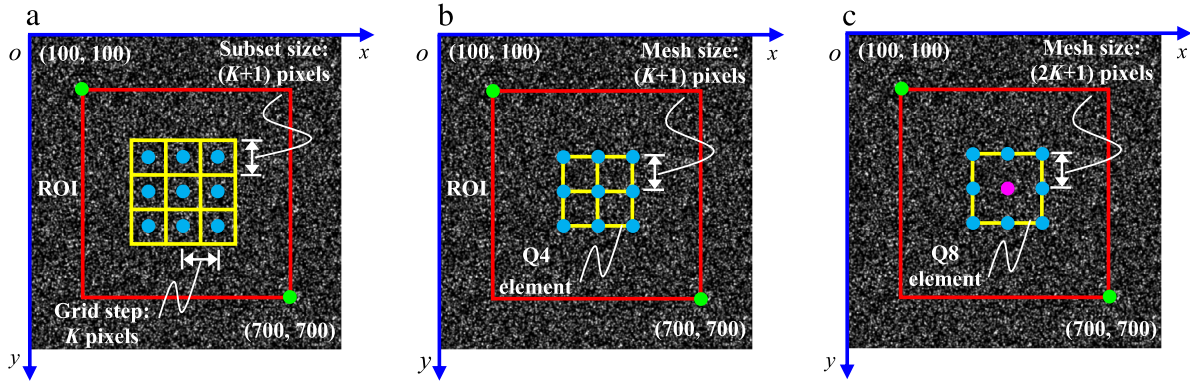 a
o
x
(100, 100)
Subset size:
(K+1) pixels
ROI
Grid step:
K pixels
(700, 700)
y
b
o
x
(100, 100)
Mesh size:
(K+1) pixels
ROI
Q4
element
(700, 700)
y
c
o
x
(100, 100)
Mesh size:
(2K+1) pixels
ROI
Q8
element
(700, 700)
y